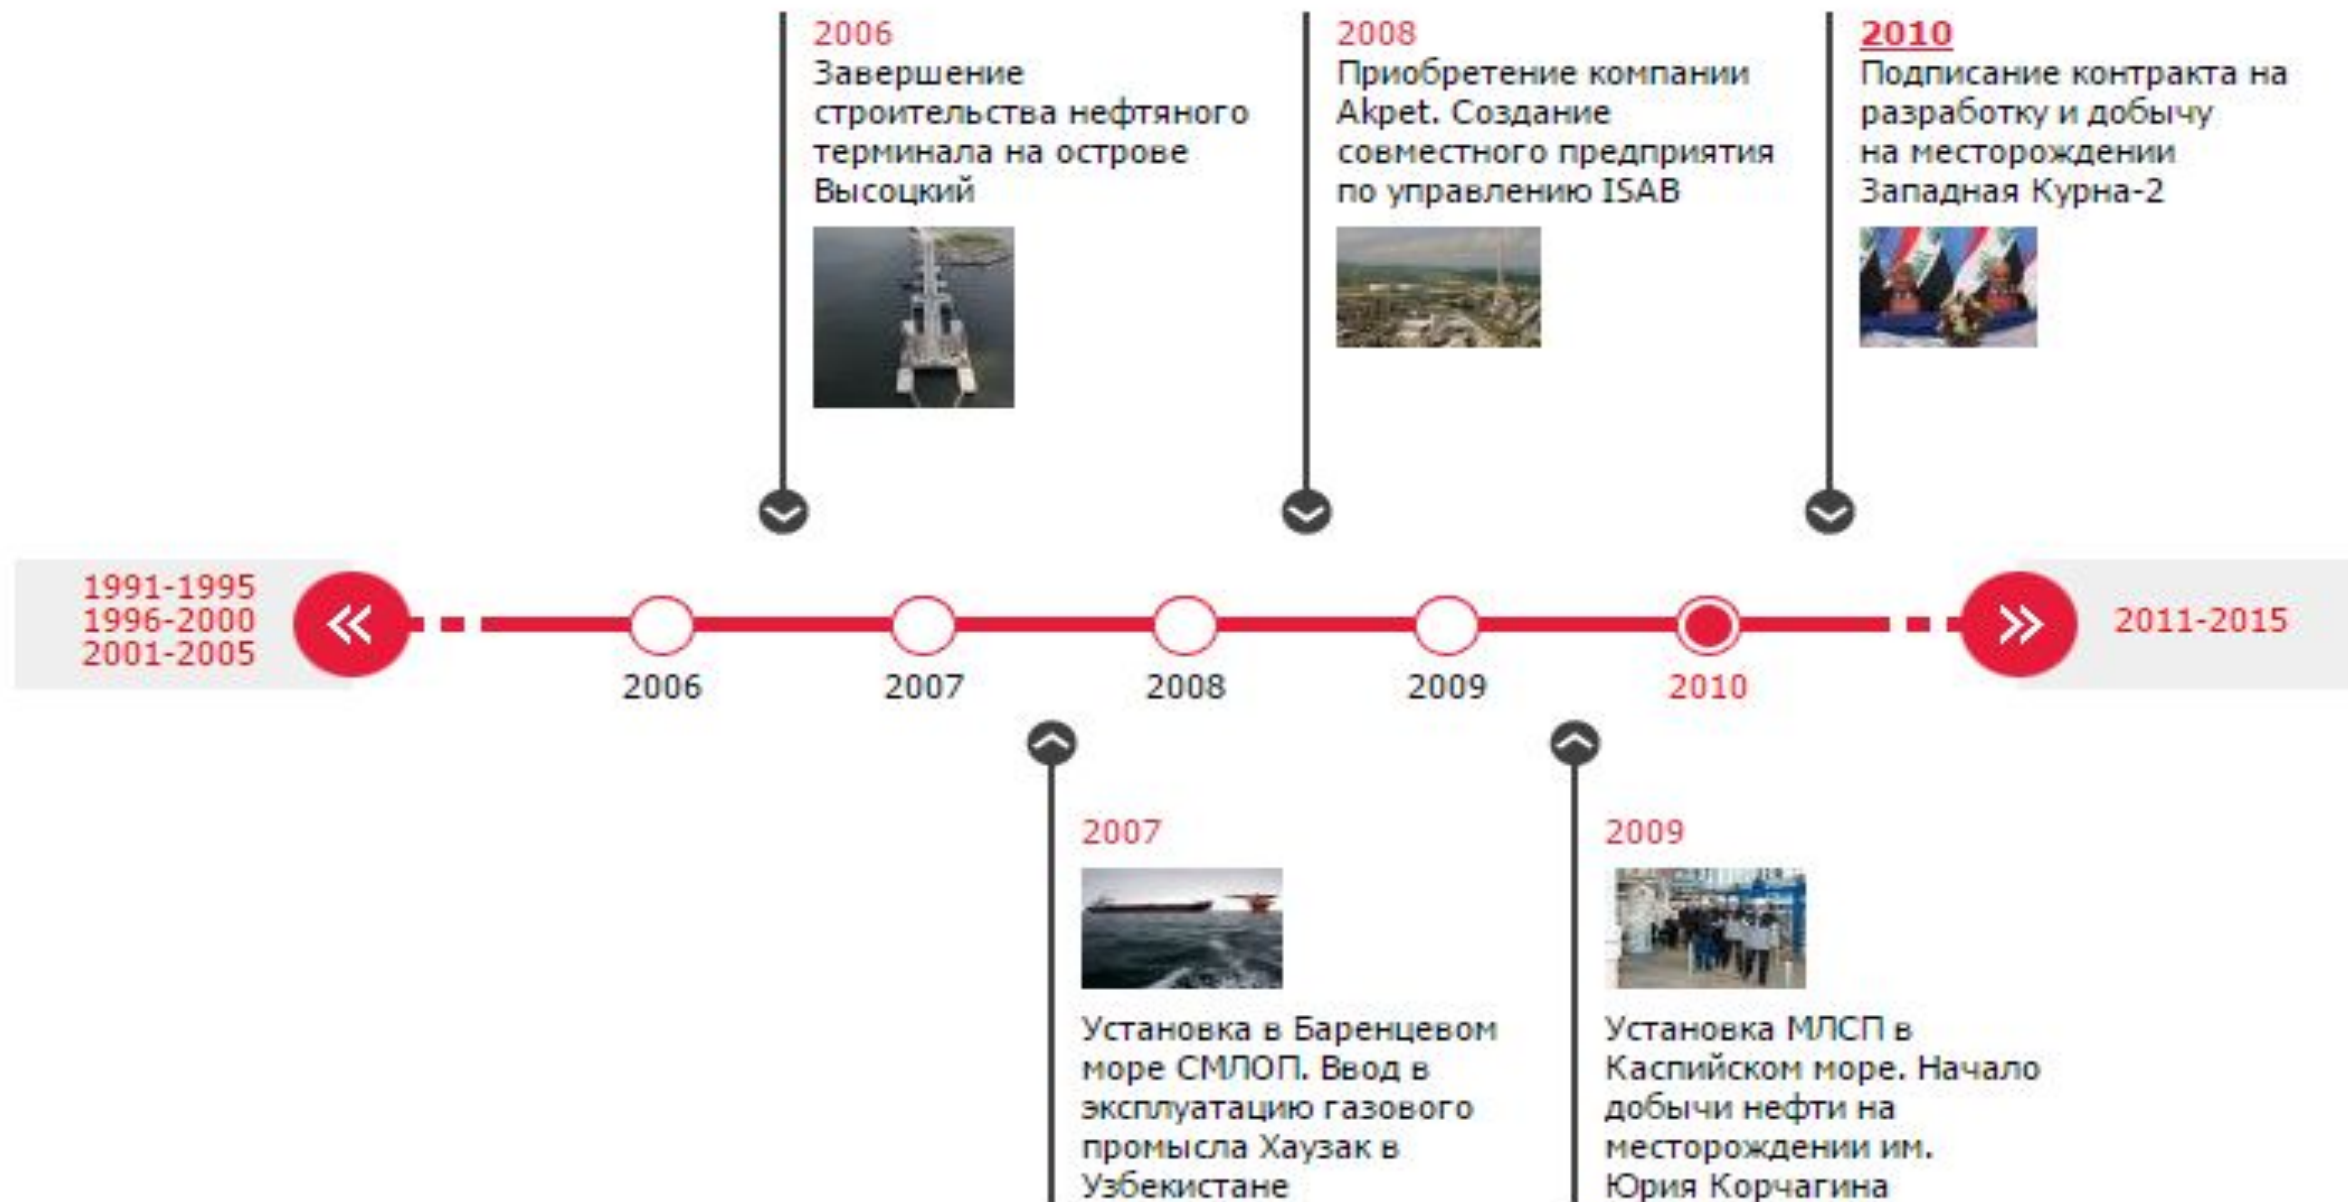 2006
Завершение
строительства нефтяного
терминала на острове
Высоцкий
2008
Приобретение компании
Akpet. Создание
совместного предприятия
по управлению ISAB
2010
Подписание контракта на
разработку и добычу
на месторождении
Западная Курна-2
1991-1995
1996-2000
2001-2005
2006
2007
2008
2009
2010
2011-2015
2007
Установка в Баренцевом
море СМЛОП. Ввод в
эксплуатацию газового
промысла Хаузак в
Узбекистане
2009
Установка МЛСП в
Каспийском море. Начало
добычи нефти на
месторождении им.
Юрия Корчагина